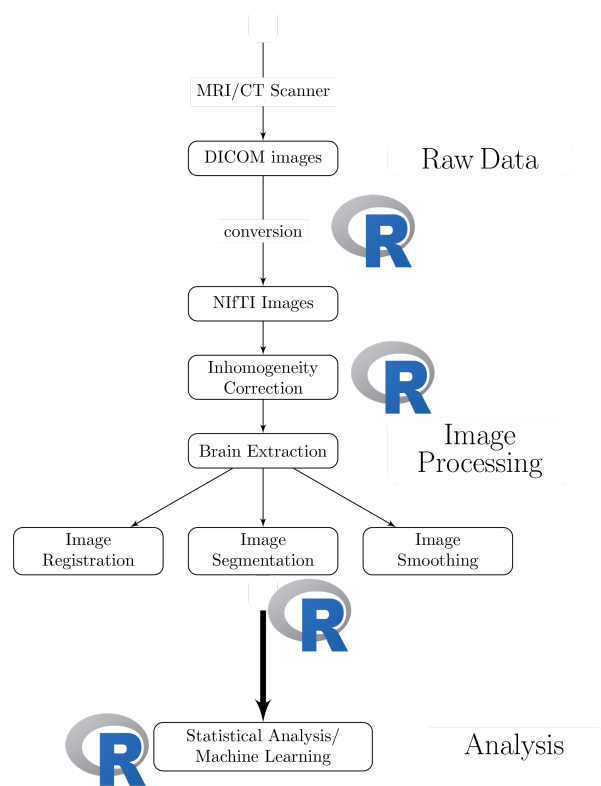 MRI/CT Scanner
DICOM images
Raw Data
conversion
R
NIfTI Images
Inhomogeneity
Correction
R
Brain Extraction
Image
Processing
Image
Registration
Image
Segmentation
Image
Smoothing
R
Statistical Analysis/
Machine Learning
R
Analysis